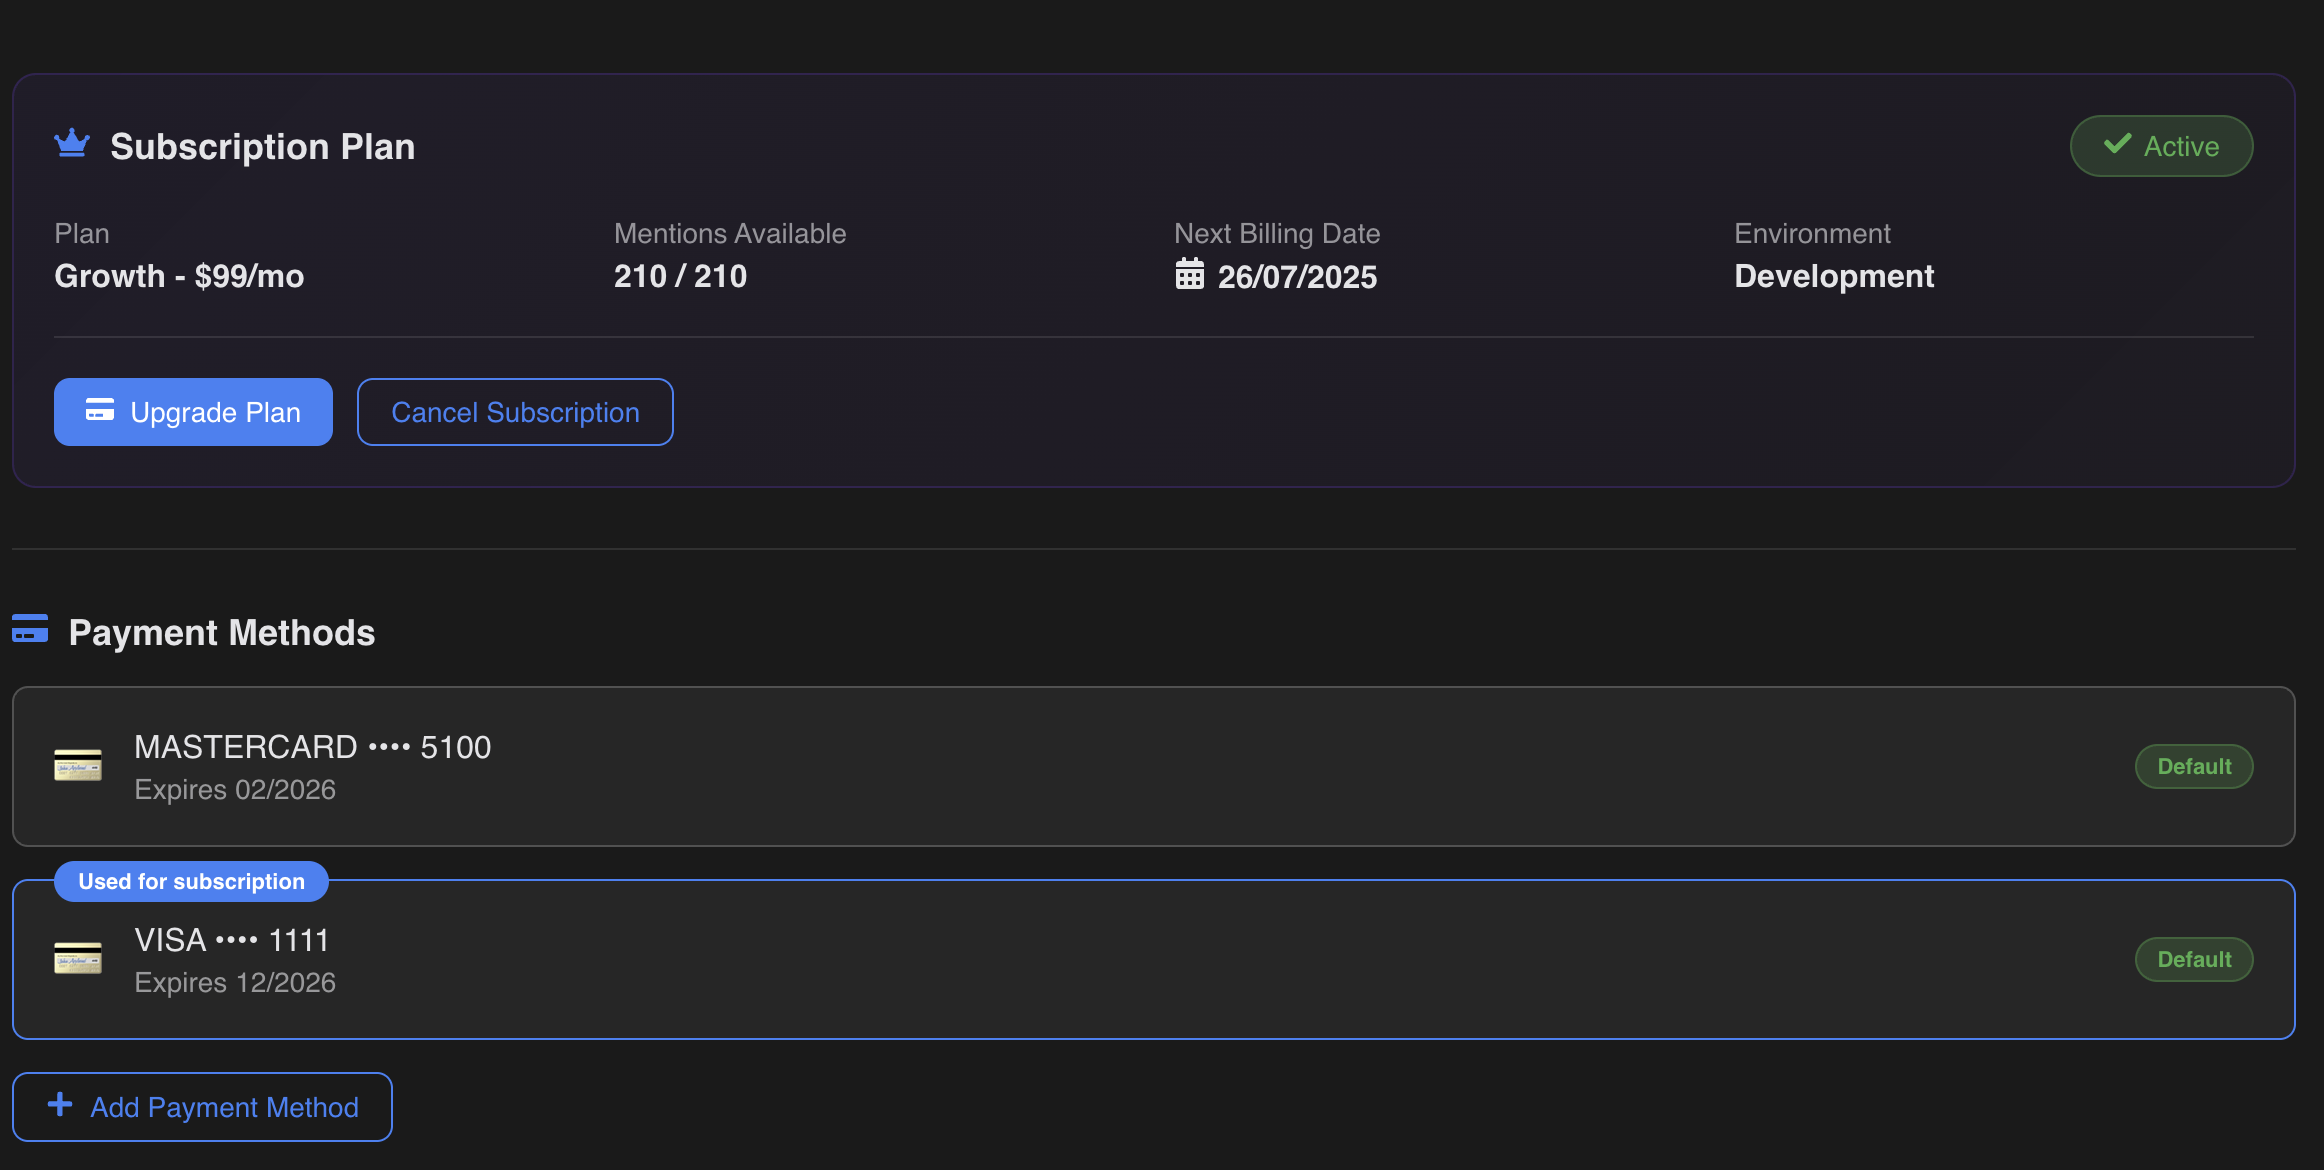 Subscription Plan
Active
Plan
Growth - $99/mo
Mentions Available
210 / 210
Next Billing Date
26/07/2025
Environment
Development
Upgrade Plan
Cancel Subscription
Payment Methods
MASTERCARD •••• 5100
Expires 02/2026
Default
Used for subscription
VISA •••• 1111
Expires 12/2026
Default
Add Payment Method